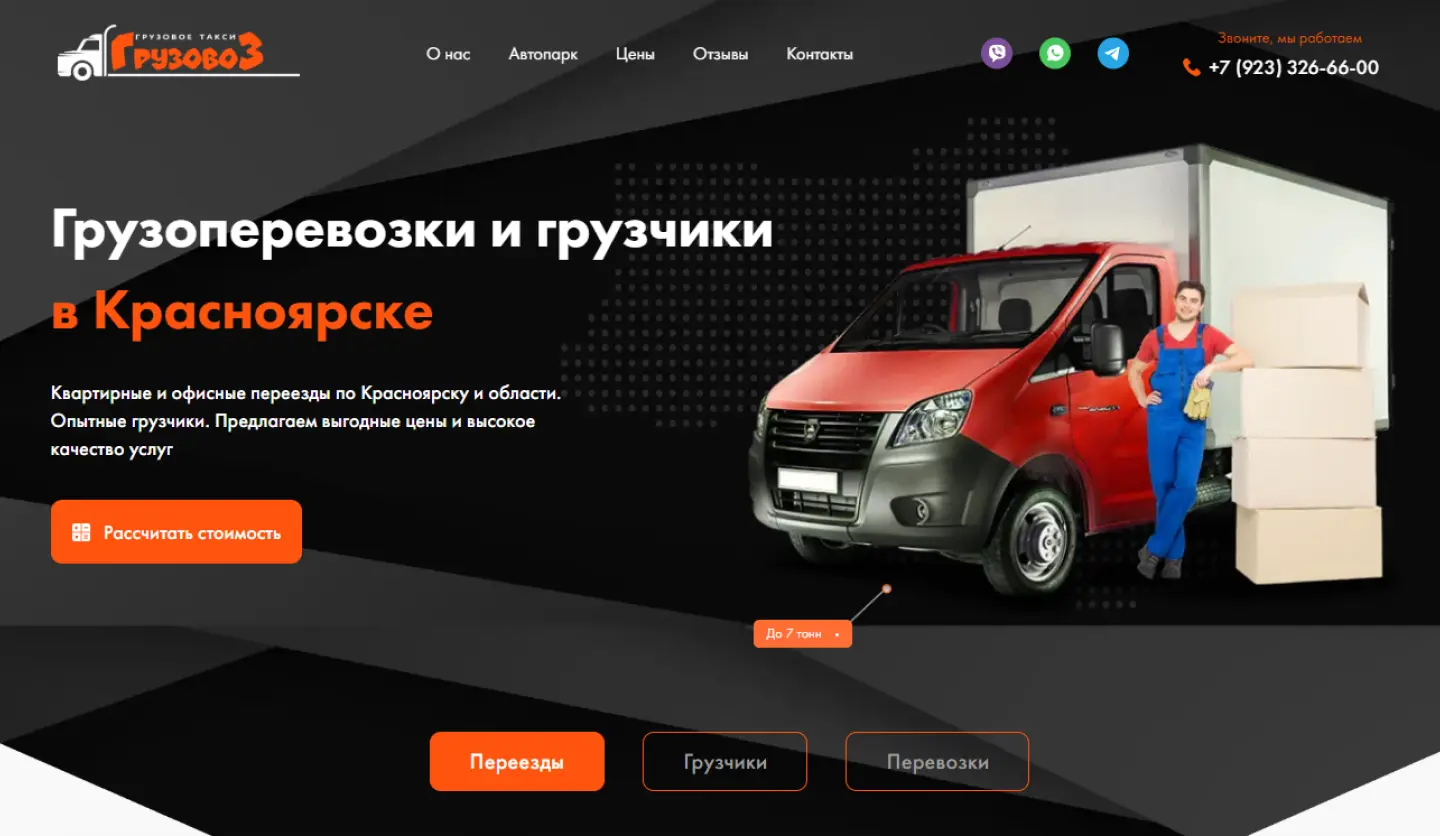 ГРУЗОВОЕ ТАКСИ
ГРУЗОВОЗ
О нас
Автопарк
Цены
Отзывы
Контакты
Звоните, мы работаем
+7 (923) 326-66-00
Грузоперевозки и грузчики
в Красноярске
Квартирные и офисные переезды по Красноярску и области.
Опытные грузчики. Предлагаем выгодные цены и высокое
качество услуг
Рассчитать стоимость
До 7 тонн
Переезды
Грузчики
Перевозки